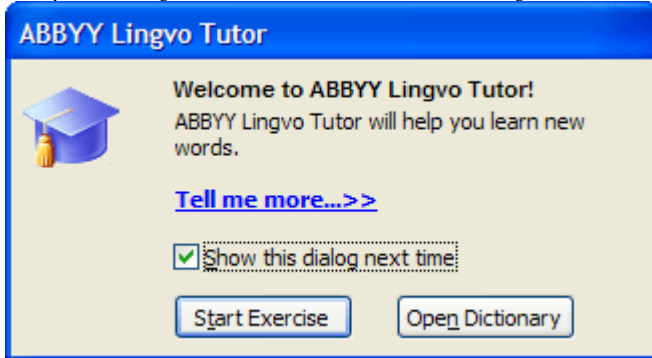 ABBYY Lingvo Tutor
Welcome to ABBYY Lingvo Tutor!
ABBYY Lingvo Tutor will help you learn new
words.
Tell me more...>>
Show this dialog next time
Start Exercise
Open Dictionary